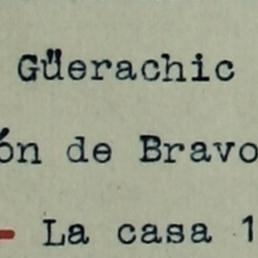 Güerachic
ón de Bravo
La casa 1